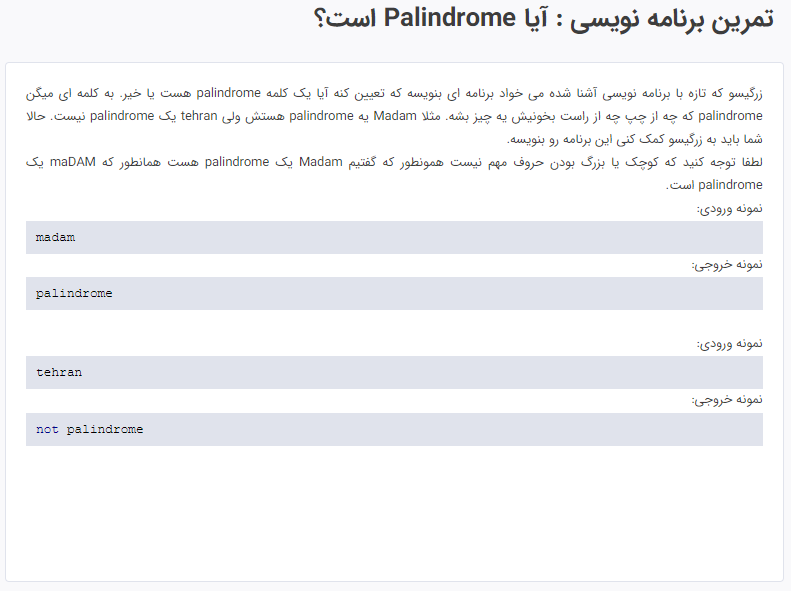 تمرین برنامه نویسی : آیا Palindrome است؟
زرگیسو که تازه با برنامه نویسی آشنا شده می خواد برنامه ای بنویسه که تعیین کنه آیا یک کلمه palindrome هست یا خیر. به کلمه ای میگن
palindrome که چه از چپ چه از راست بخونیش یه چیز بشه. مثلا Madam یه palindrome هستش ولی tehran یک palindrome نیست. حالا
شما باید به زرگیسو کمک کنی این برنامه رو بنویسه.
لطفا توجه کنید که کوچک یا بزرگ بودن حروف مهم نیست همونطور که گفتیم Madam یک palindrome هست همانطور که maDAM یک
palindrome است.
نمونه ورودی:
madam
نمونه خروجی:
palindrome
نمونه ورودی:
tehran
نمونه خروجی:
not palindrome